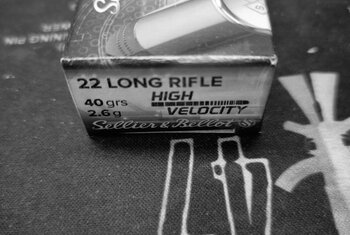 22 LONG RIFLE
40 grs HIGH
2.6 g VELOCITY
Sellier & Bellot